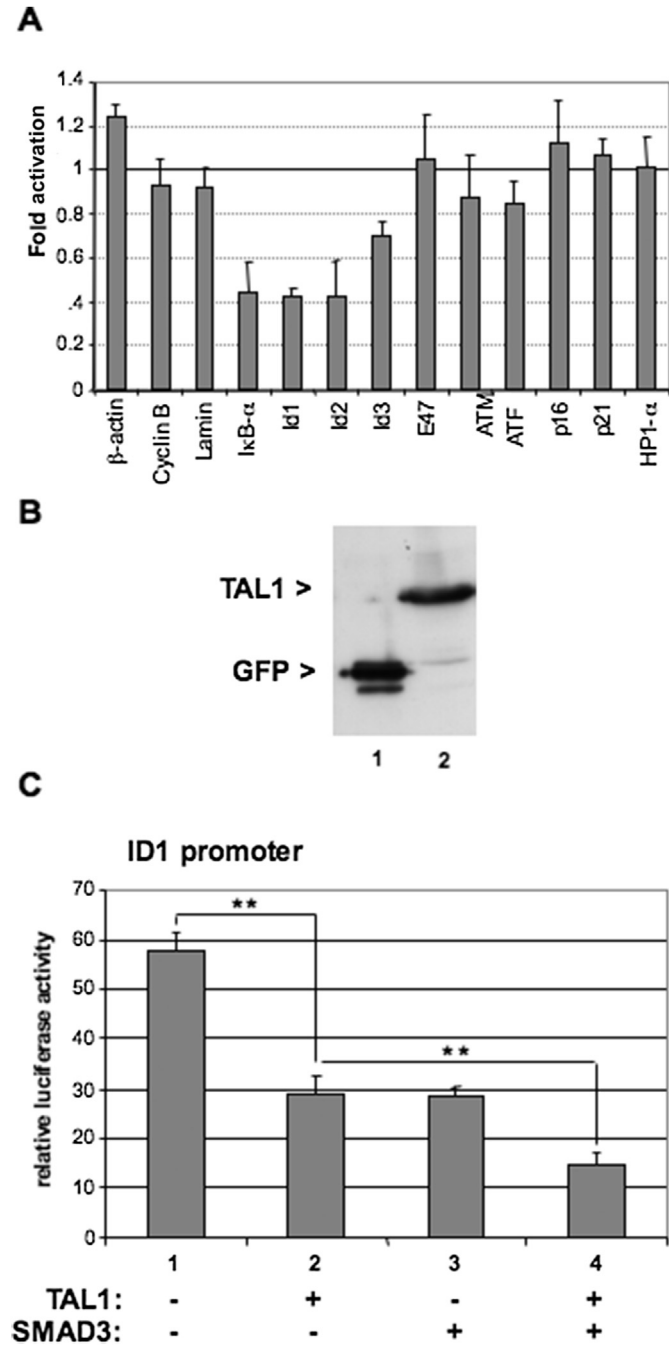 A
Fold activation
1.4
1.2
1
0.8
0.6
.4
0.2
0
β-actin
Cyclin B
Lamin
IκB-α
Id1
Id2
Id3
E47
ATM
ATF
p16
p21
HP1-α
B
TAL1 >
GFP >
1 2
C
ID1 promoter
relative luciferase activity
70
60
50
40
30
20
10
0
**
**
1 2 3 4
TAL1: - + - +
SMAD3: - - + +